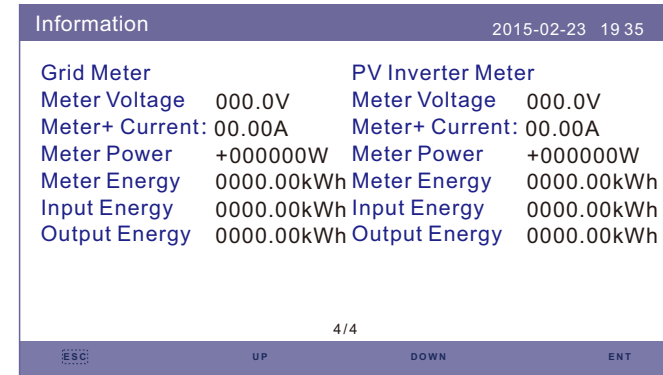 Information 2015-02-23 19 35
Grid Meter PV Inverter Meter
Meter Voltage 000.0V Meter Voltage 000.0V
Meter+ Current: 00.00A Meter+ Current: 00.00A
Meter Power +000000W Meter Power +000000W
Meter Energy 0000.00kWh Meter Energy 0000.00kWh
Input Energy 0000.00kWh Input Energy 0000.00kWh
Output Energy 0000.00kWh Output Energy 0000.00kWh
4/4
ESC UP DOWN ENT